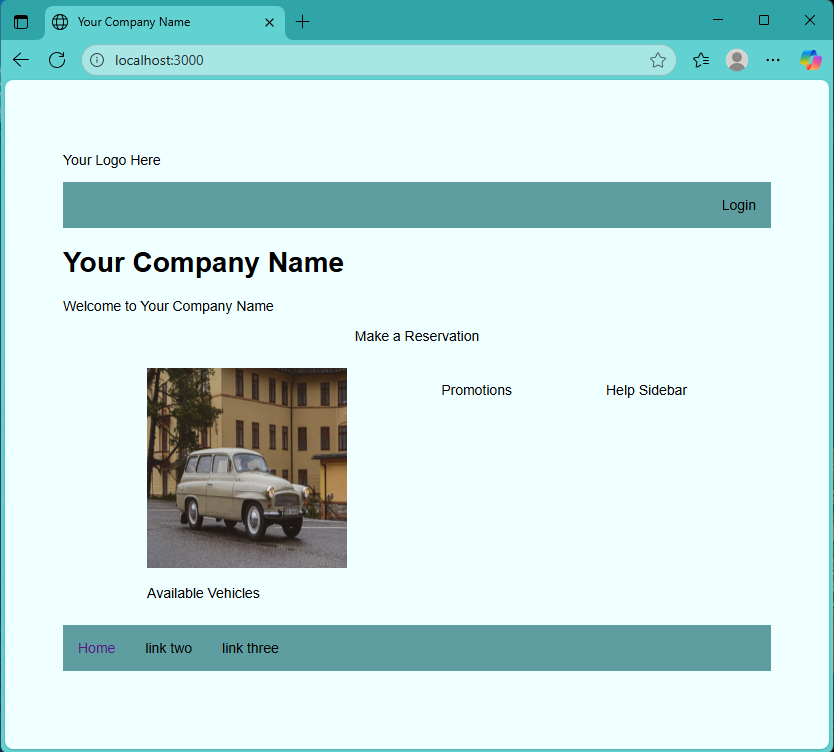 Your Company Name
localhost:3000
Your Logo Here
Login
Your Company Name
Welcome to Your Company Name
Make a Reservation
Promotions
Help Sidebar
Available Vehicles
Home link two link three